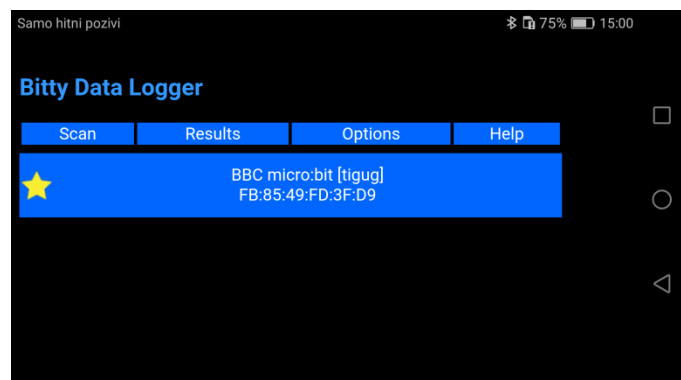 Samo hitni pozivi 75% 15:00
Bitty Data Logger
Scan Results Options Help
BBC micro:bit [tigug]
FB:85:49:FD:3F:D9